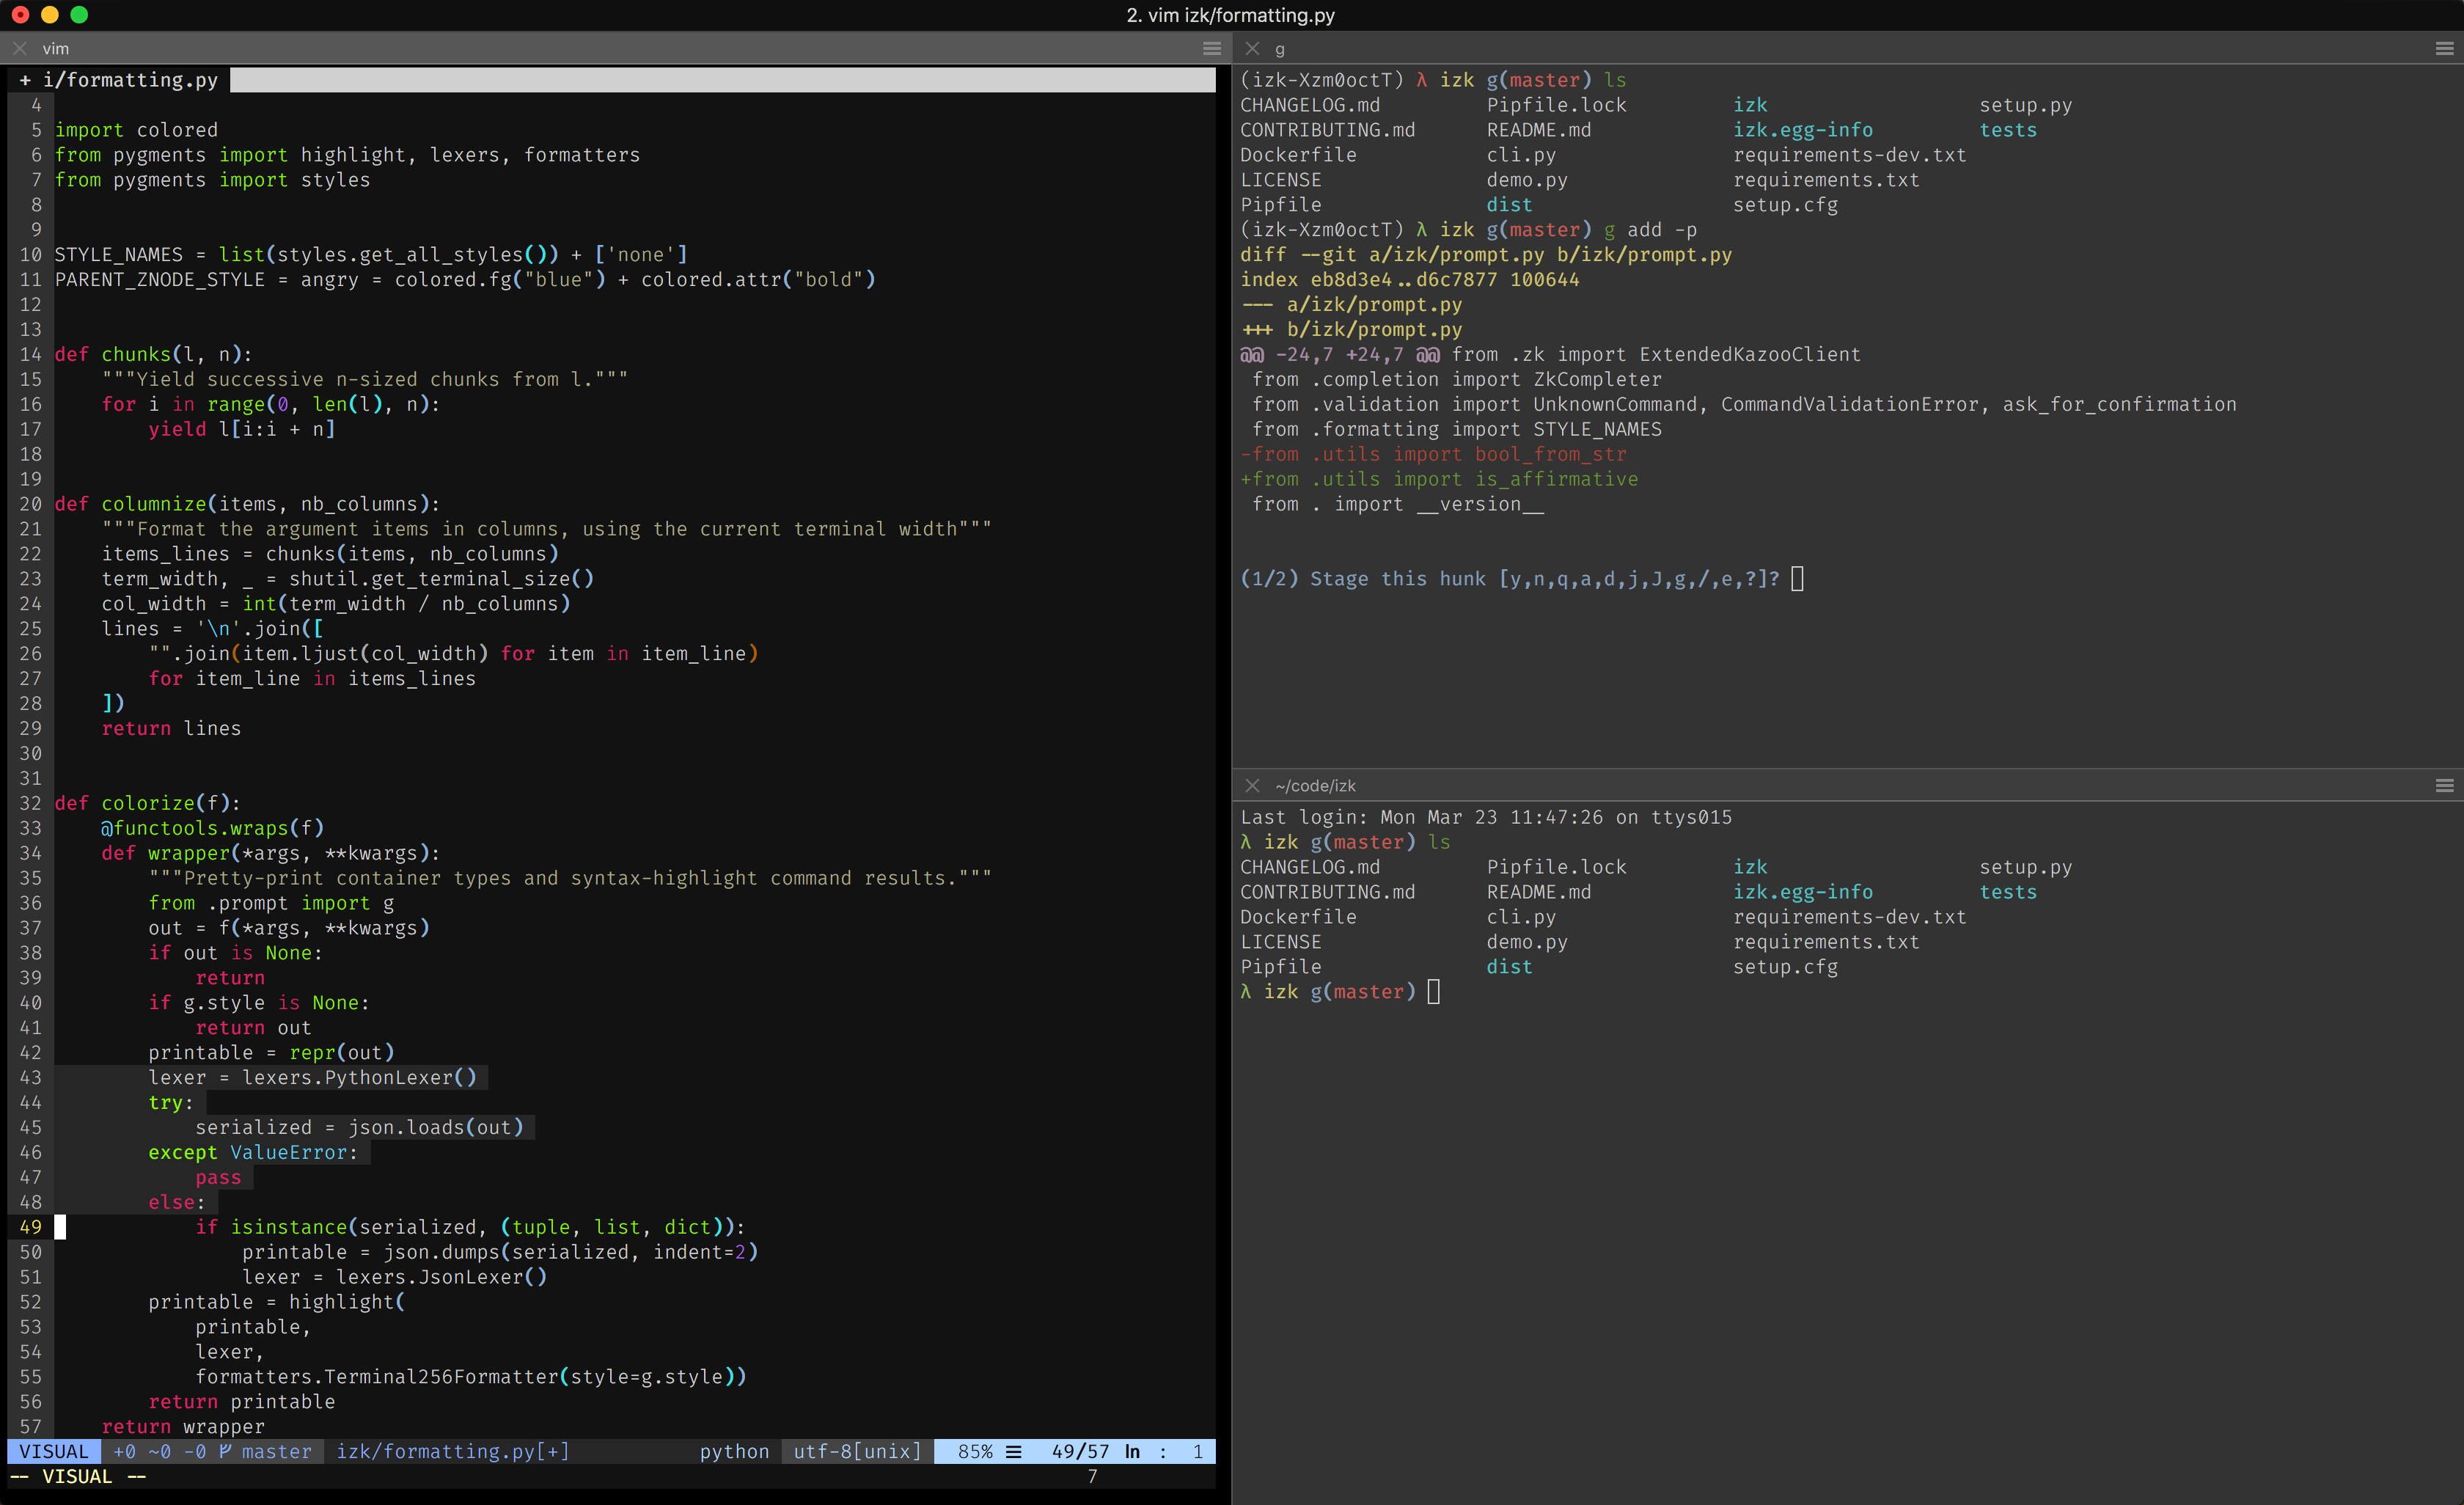 2. vim izk/formatting.py
vim
+ i/formatting.py
4
5 import colored
6 from pygments import highlight, lexers, formatters
7 from pygments import styles
8
9
10 STYLE_NAMES = list(styles.get_all_styles()) + ['none']
11 PARENT_ZNODE_STYLE = angry = colored.fg("blue") + colored.attr("bold")
12
13
14 def chunks(l, n):
15     """Yield successive n-sized chunks from l."""
16     for i in range(0, len(l), n):
17         yield l[i:i + n]
18
19
20 def columnize(items, nb_columns):
21     """Format the argument items in columns, using the current terminal width"""
22     items_lines = chunks(items, nb_columns)
23     term_width, _ = shutil.get_terminal_size()
24     col_width = int(term_width / nb_columns)
25     lines = '\n'.join([
26         "".join(item.ljust(col_width) for item in item_line)
27         for item_line in items_lines
28     ])
29     return lines
30
31
32 def colorize(f):
33     @functools.wraps(f)
34     def wrapper(*args, **kwargs):
35         """Pretty-print container types and syntax-highlight command results."""
36         from .prompt import g
37         out = f(*args, **kwargs)
38         if out is None:
39             return
40         if g.style is None:
41             return out
42         printable = repr(out)
43         lexer = lexers.PythonLexer()
44         try:
45             serialized = json.loads(out)
46         except ValueError:
47             pass
48         else:
49             if isinstance(serialized, (tuple, list, dict)):
50                 printable = json.dumps(serialized, indent=2)
51                 lexer = lexers.JsonLexer()
52         printable = highlight(
53             printable,
54             lexer,
55             formatters.Terminal256Formatter(style=g.style))
56         return printable
57     return wrapper
VISUAL +0 ~0 -0 master izk/formatting.py[+] python utf-8[unix] 85% ☰ 49/57 ln : 1
-- VISUAL -- 7
g
(izk-Xzm0octT) λ izk g(master) ls
CHANGELOG.md Pipfile.lock izk setup.py
CONTRIBUTING.md README.md izk.egg-info tests
Dockerfile cli.py requirements-dev.txt
LICENSE demo.py requirements.txt
Pipfile dist setup.cfg
(izk-Xzm0octT) λ izk g(master) g add -p
diff --git a/izk/prompt.py b/izk/prompt.py
index eb8d3e4..d6c7877 100644
--- a/izk/prompt.py
+++ b/izk/prompt.py
@@ -24,7 +24,7 @@ from .zk import ExtendedKazooClient
 from .completion import ZkCompleter
 from .validation import UnknownCommand, CommandValidationError, ask_for_confirmation
 from .formatting import STYLE_NAMES
-from .utils import bool_from_str
+from .utils import is_affirmative
 from . import __version__
(1/2) Stage this hunk [y,n,q,a,d,j,J,g,/,e,?]?
~/code/izk
Last login: Mon Mar 23 11:47:26 on ttys015
λ izk g(master) ls
CHANGELOG.md Pipfile.lock izk setup.py
CONTRIBUTING.md README.md izk.egg-info tests
Dockerfile cli.py requirements-dev.txt
LICENSE demo.py requirements.txt
Pipfile dist setup.cfg
λ izk g(master)